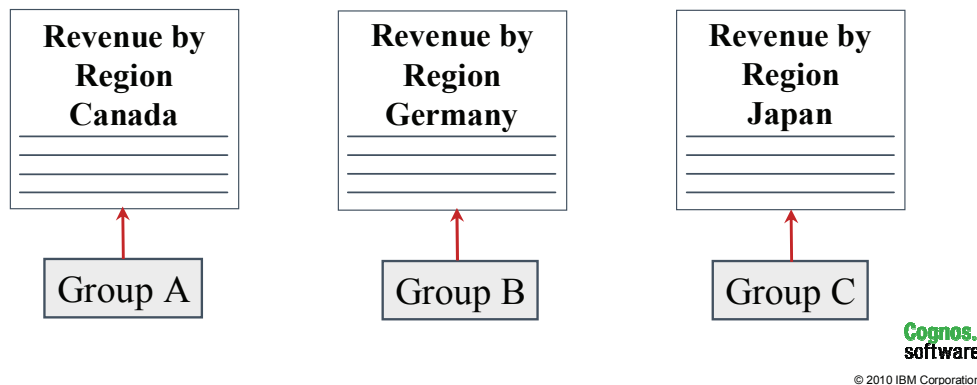 Revenue by
Region
Canada
Revenue by
Region
Germany
Revenue by
Region
Japan
Group A
Group B
Group C
Cognos.
software
© 2010 IBM Corporation